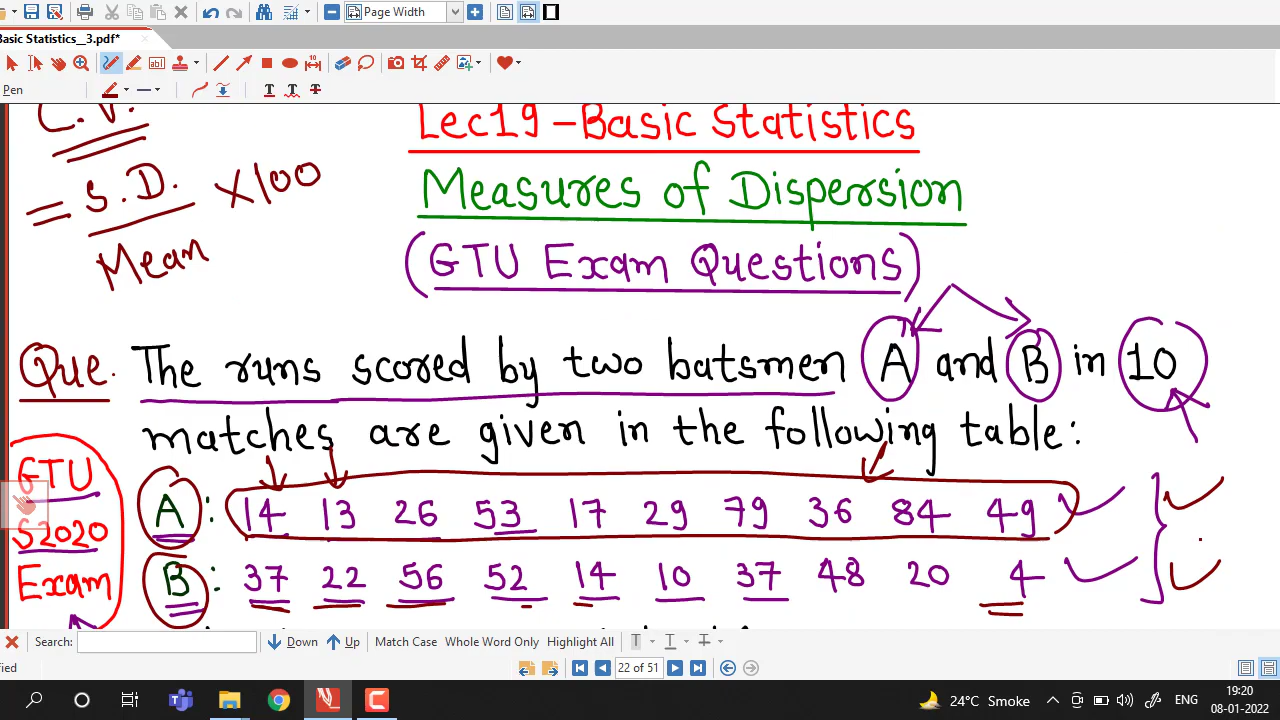 Page Width
Basic Statistics_3.pdf*
Pen
C.V.
= S.D. X100
Mean
Lec19-Basic Statistics
Measures of Dispersion
(GTU Exam Questions)
Que. The runs scored by two batsmen A and B in 10
matches are given in the following table:
GTU
S2020
Exam
A: 14 13 26 53 17 29 79 36 84 49
B: 37 22 56 52 14 10 37 48 20 4
Search: Down Up Match Case Whole Word Only Highlight All T T T
fied
22 of 51
24°C Smoke
ENG
19:20
08-01-2022